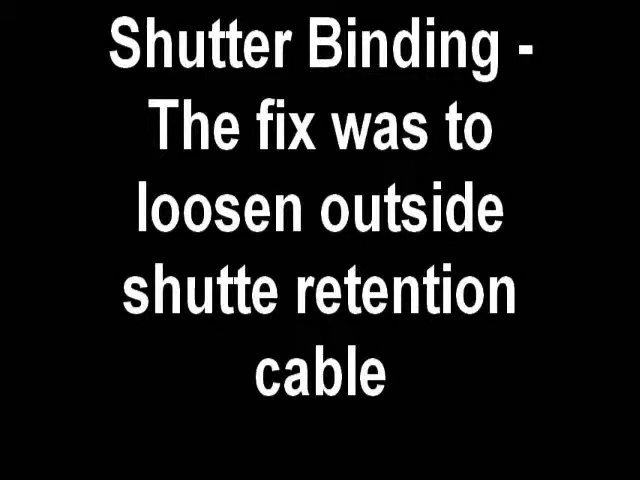 Shutter Binding -
The fix was to
loosen outside
shutte retention
cable